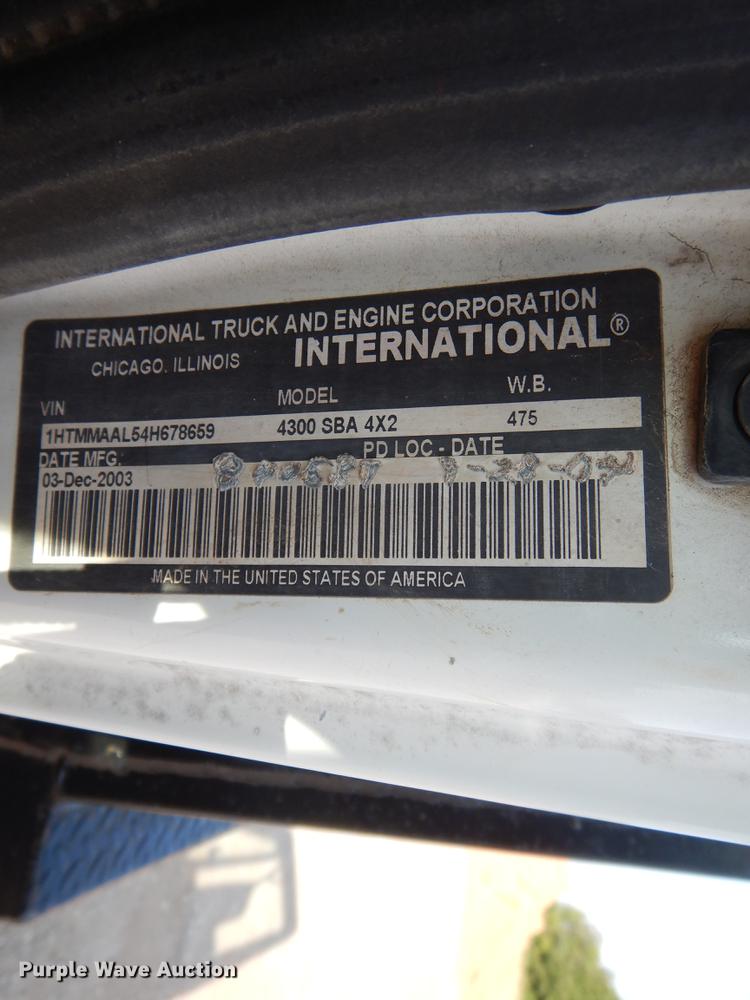 INTERNATIONAL TRUCK AND ENGINE CORPORATION
CHICAGO. ILLINOIS INTERNATIONAL®
VIN MODEL W.B.
1HTMMAAL54H678659 4300 SBA 4X2 475
DATE MFG: PD LOC - DATE
03-Dec-2003
MADE IN THE UNITED STATES OF AMERICA
Purple Wave Auction